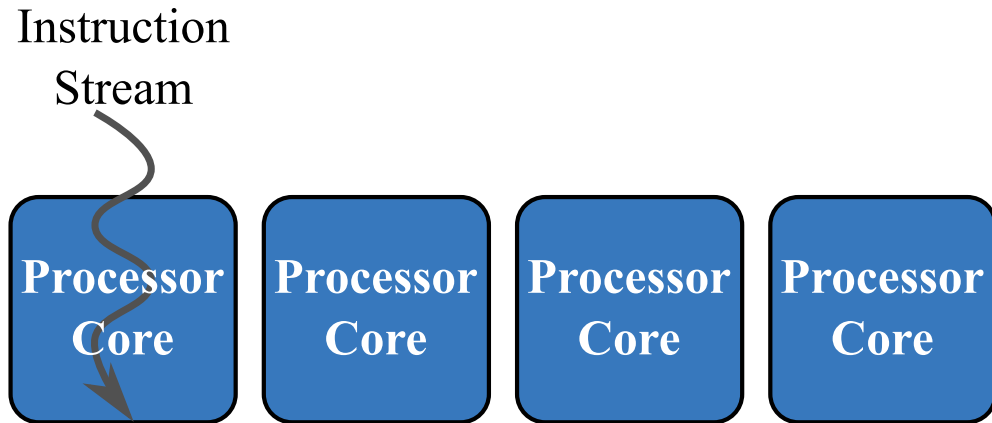 Instruction
Stream
Processor
Core
Processor
Core
Processor
Core
Processor
Core